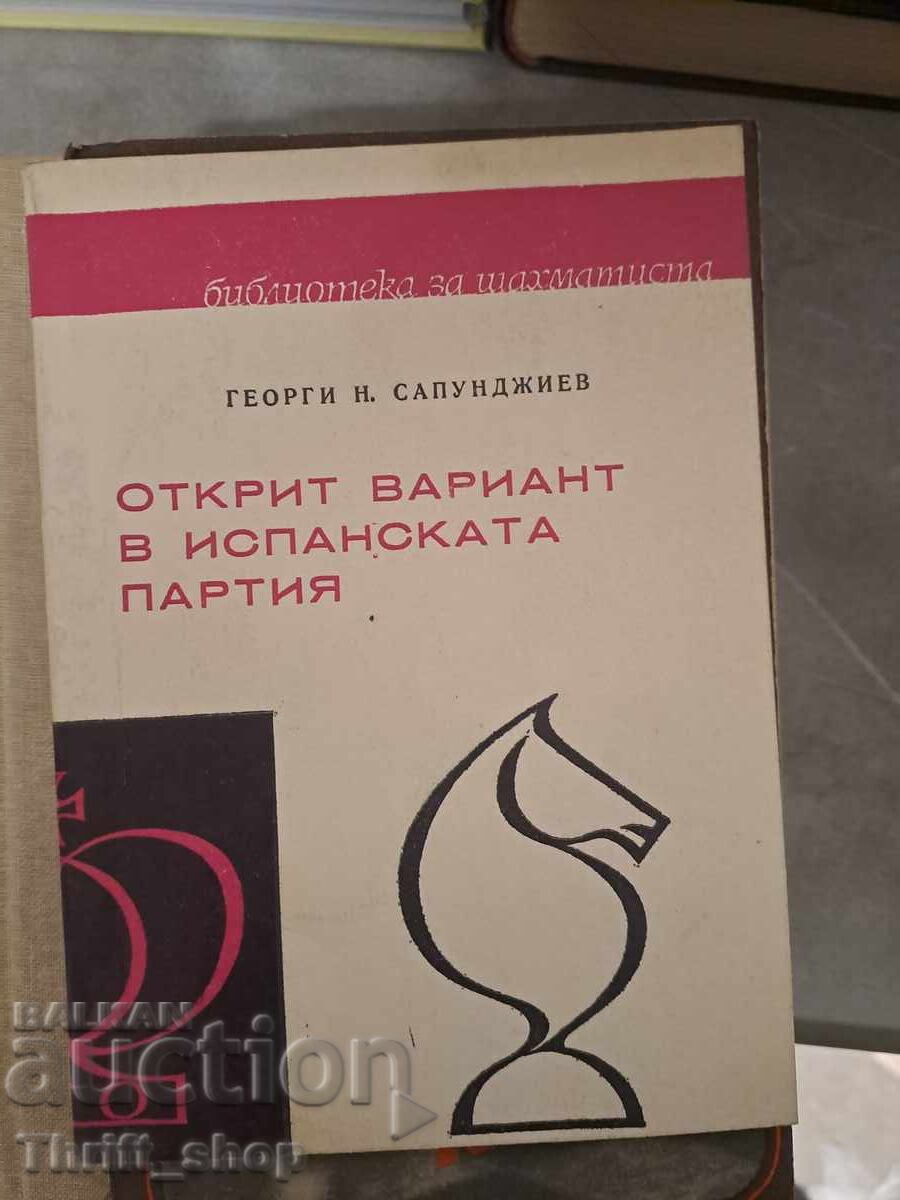 библиотека за шахматиста
ГЕОРГИ Н. САПУНДЖИЕВ
ОТКРИТ ВАРИАНТ
В ИСПАНСКАТА
ПАРТИЯ
BALKAN
auction
Thrift_shop